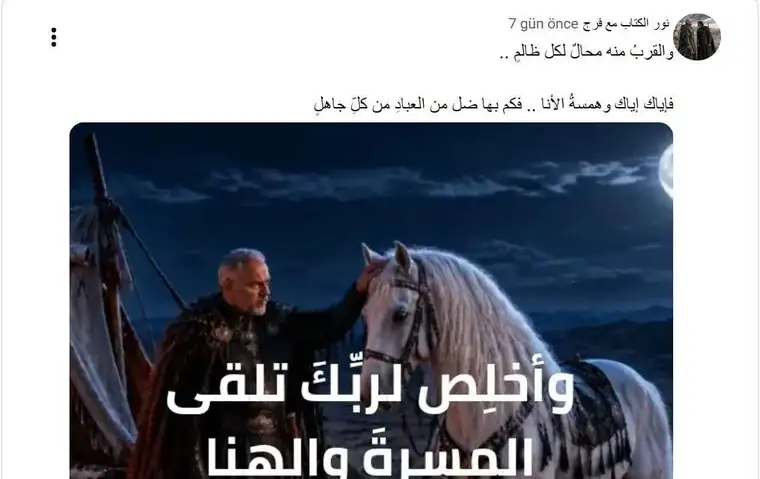 نور الكتاب مع فرج 7 gün önce
والقربُ منه محالٌ لكل ظالمٍ ..
فإياك إياك وهمسةُ الأنا .. فكم بها ضل من العبادِ من كلِّ جاهلٍ
وأخلِص لربِّكَ تلقى
المسرةَ والهنا